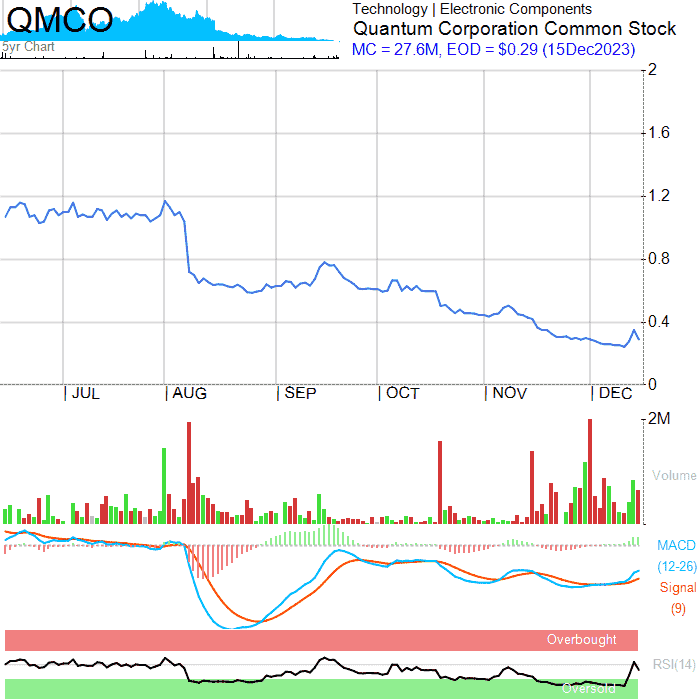 QMCO
5yr Chart
Technology | Electronic Components
Quantum Corporation Common Stock
MC = 27.6M, EOD = $0.29 (15Dec2023)
2
1.6
1.2
0.8
0.4
0
| JUL | AUG | SEP | OCT | NOV | DEC
2M
Volume
MACD
(12-26)
Signal
(9)
Overbought
RSI(14)
Oversold